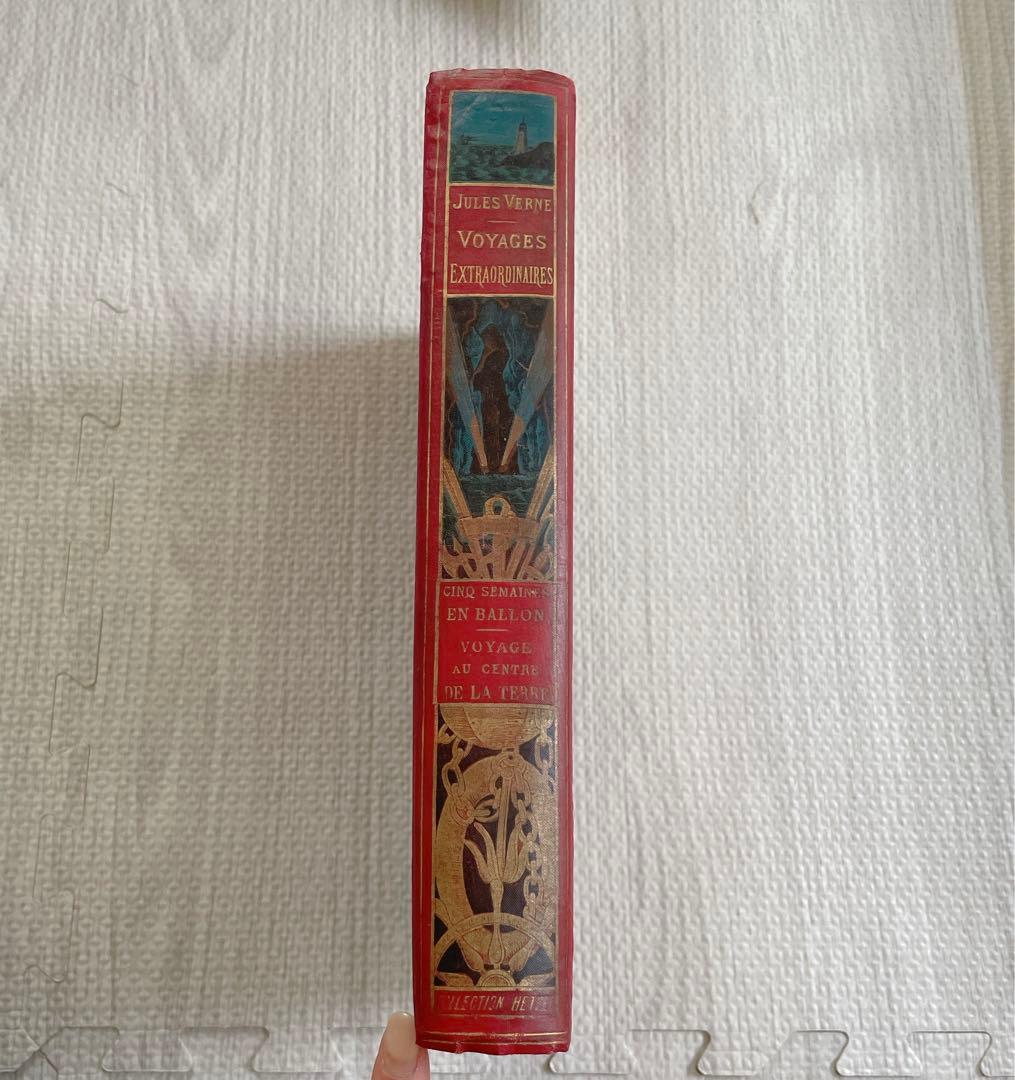 JULES VERNE
VOYAGES
EXTRAORDINAIRES
CINQ SEMAINES
EN BALLON
VOYAGE
AU CENTRE
DE LA TERRE